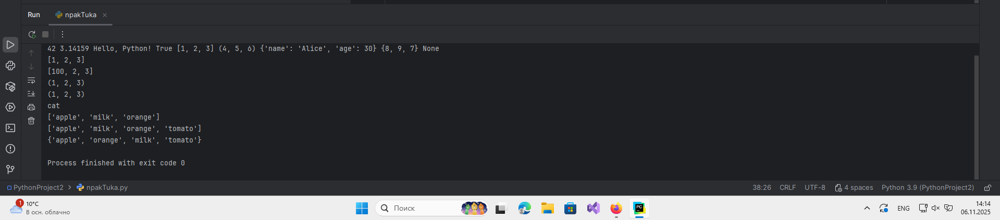 Run npakTuka
42 3.14159 Hello, Python! True [1, 2, 3] (4, 5, 6) {'name': 'Alice', 'age': 30} {8, 9, 7} None
[1, 2, 3]
[100, 2, 3]
(1, 2, 3)
(1, 2, 3)
cat
['apple', 'milk', 'orange']
['apple', 'milk', 'orange', 'tomato']
{'apple', 'orange', 'milk', 'tomato'}
Process finished with exit code 0
PythonProject2 > npakTuka.py 38:26 CRLF UTF-8 4 spaces Python 3.9 (PythonProject2)
1 10°C
В осн. облачно
Поиск
PC
ENG
14:14
06.11.2025